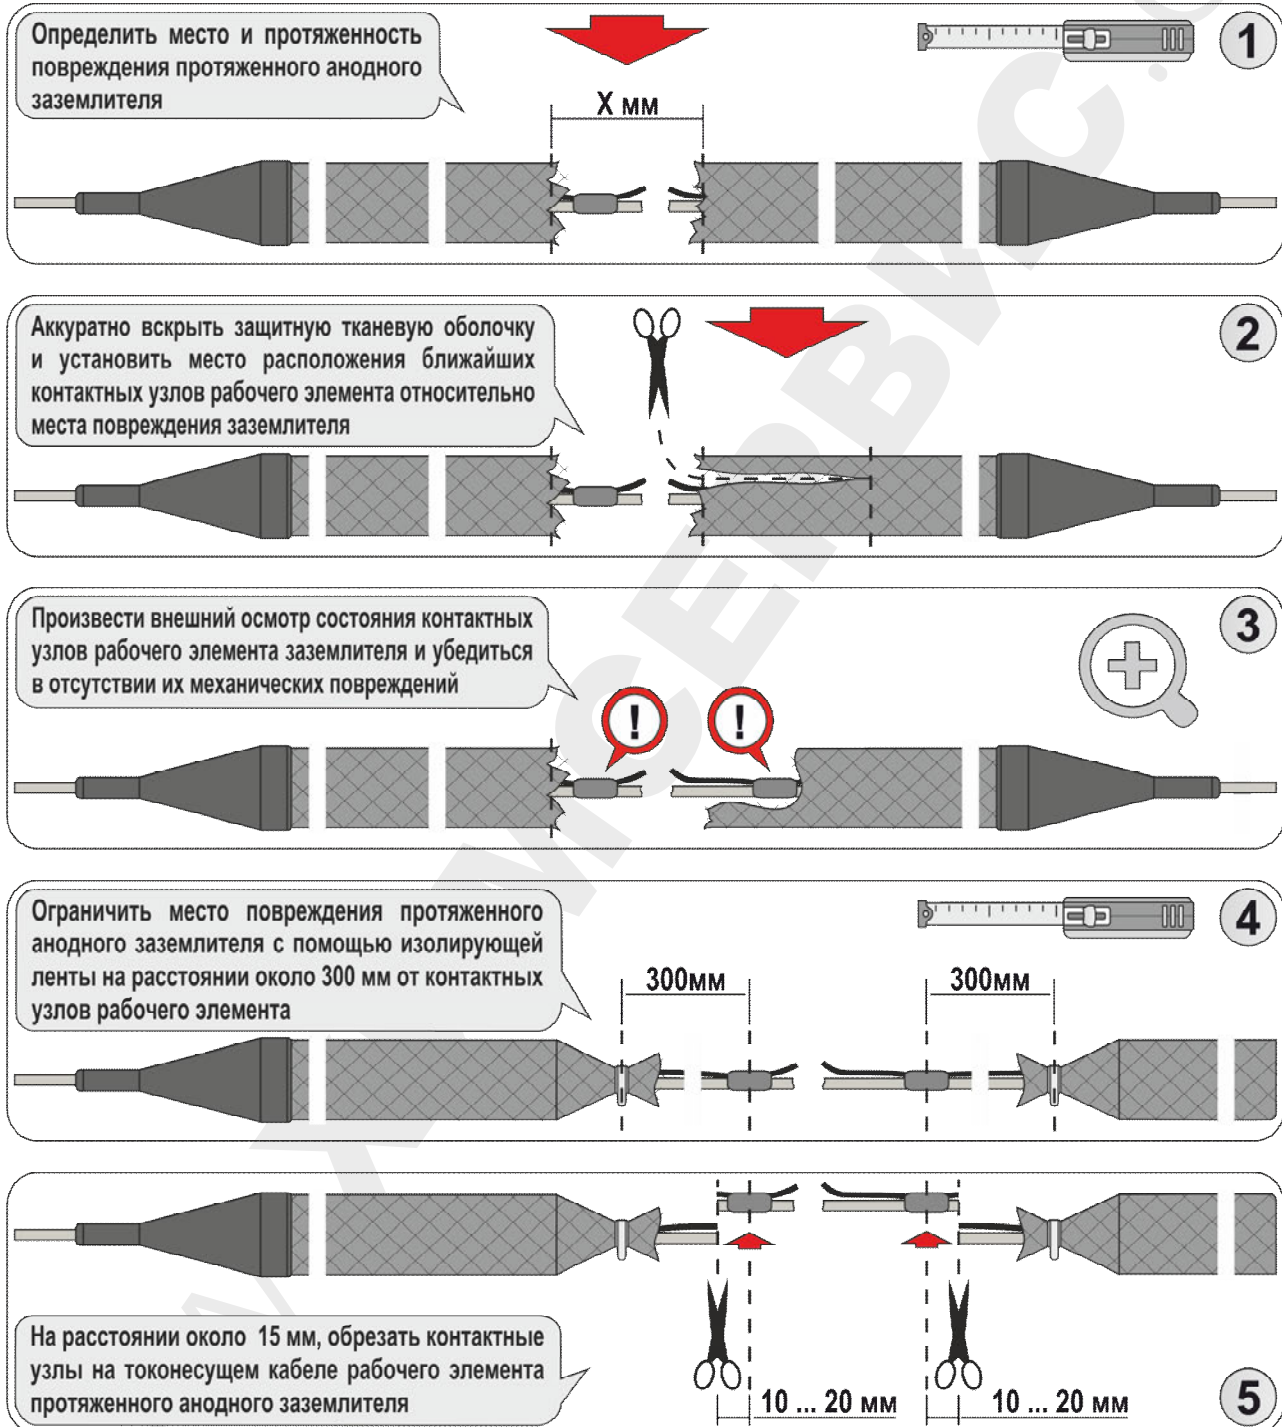 Определить место и протяженность
повреждения протяженного анодного
заземлителя
X мм
1
Аккуратно вскрыть защитную тканевую оболочку
и установить место расположения ближайших
контактных узлов рабочего элемента относительно
места повреждения заземлителя
2
Произвести внешний осмотр состояния контактных
узлов рабочего элемента заземлителя и убедиться
в отсутствии их механических повреждений
3
!
!
Ограничить место повреждения протяженного
анодного заземлителя с помощью изолирующей
ленты на расстоянии около 300 мм от контактных
узлов рабочего элемента
4
300мм
300мм
На расстоянии около 15 мм, обрезать контактные
узлы на токонесущем кабеле рабочего элемента
протяженного анодного заземлителя
10 ... 20 мм
10 ... 20 мм
5